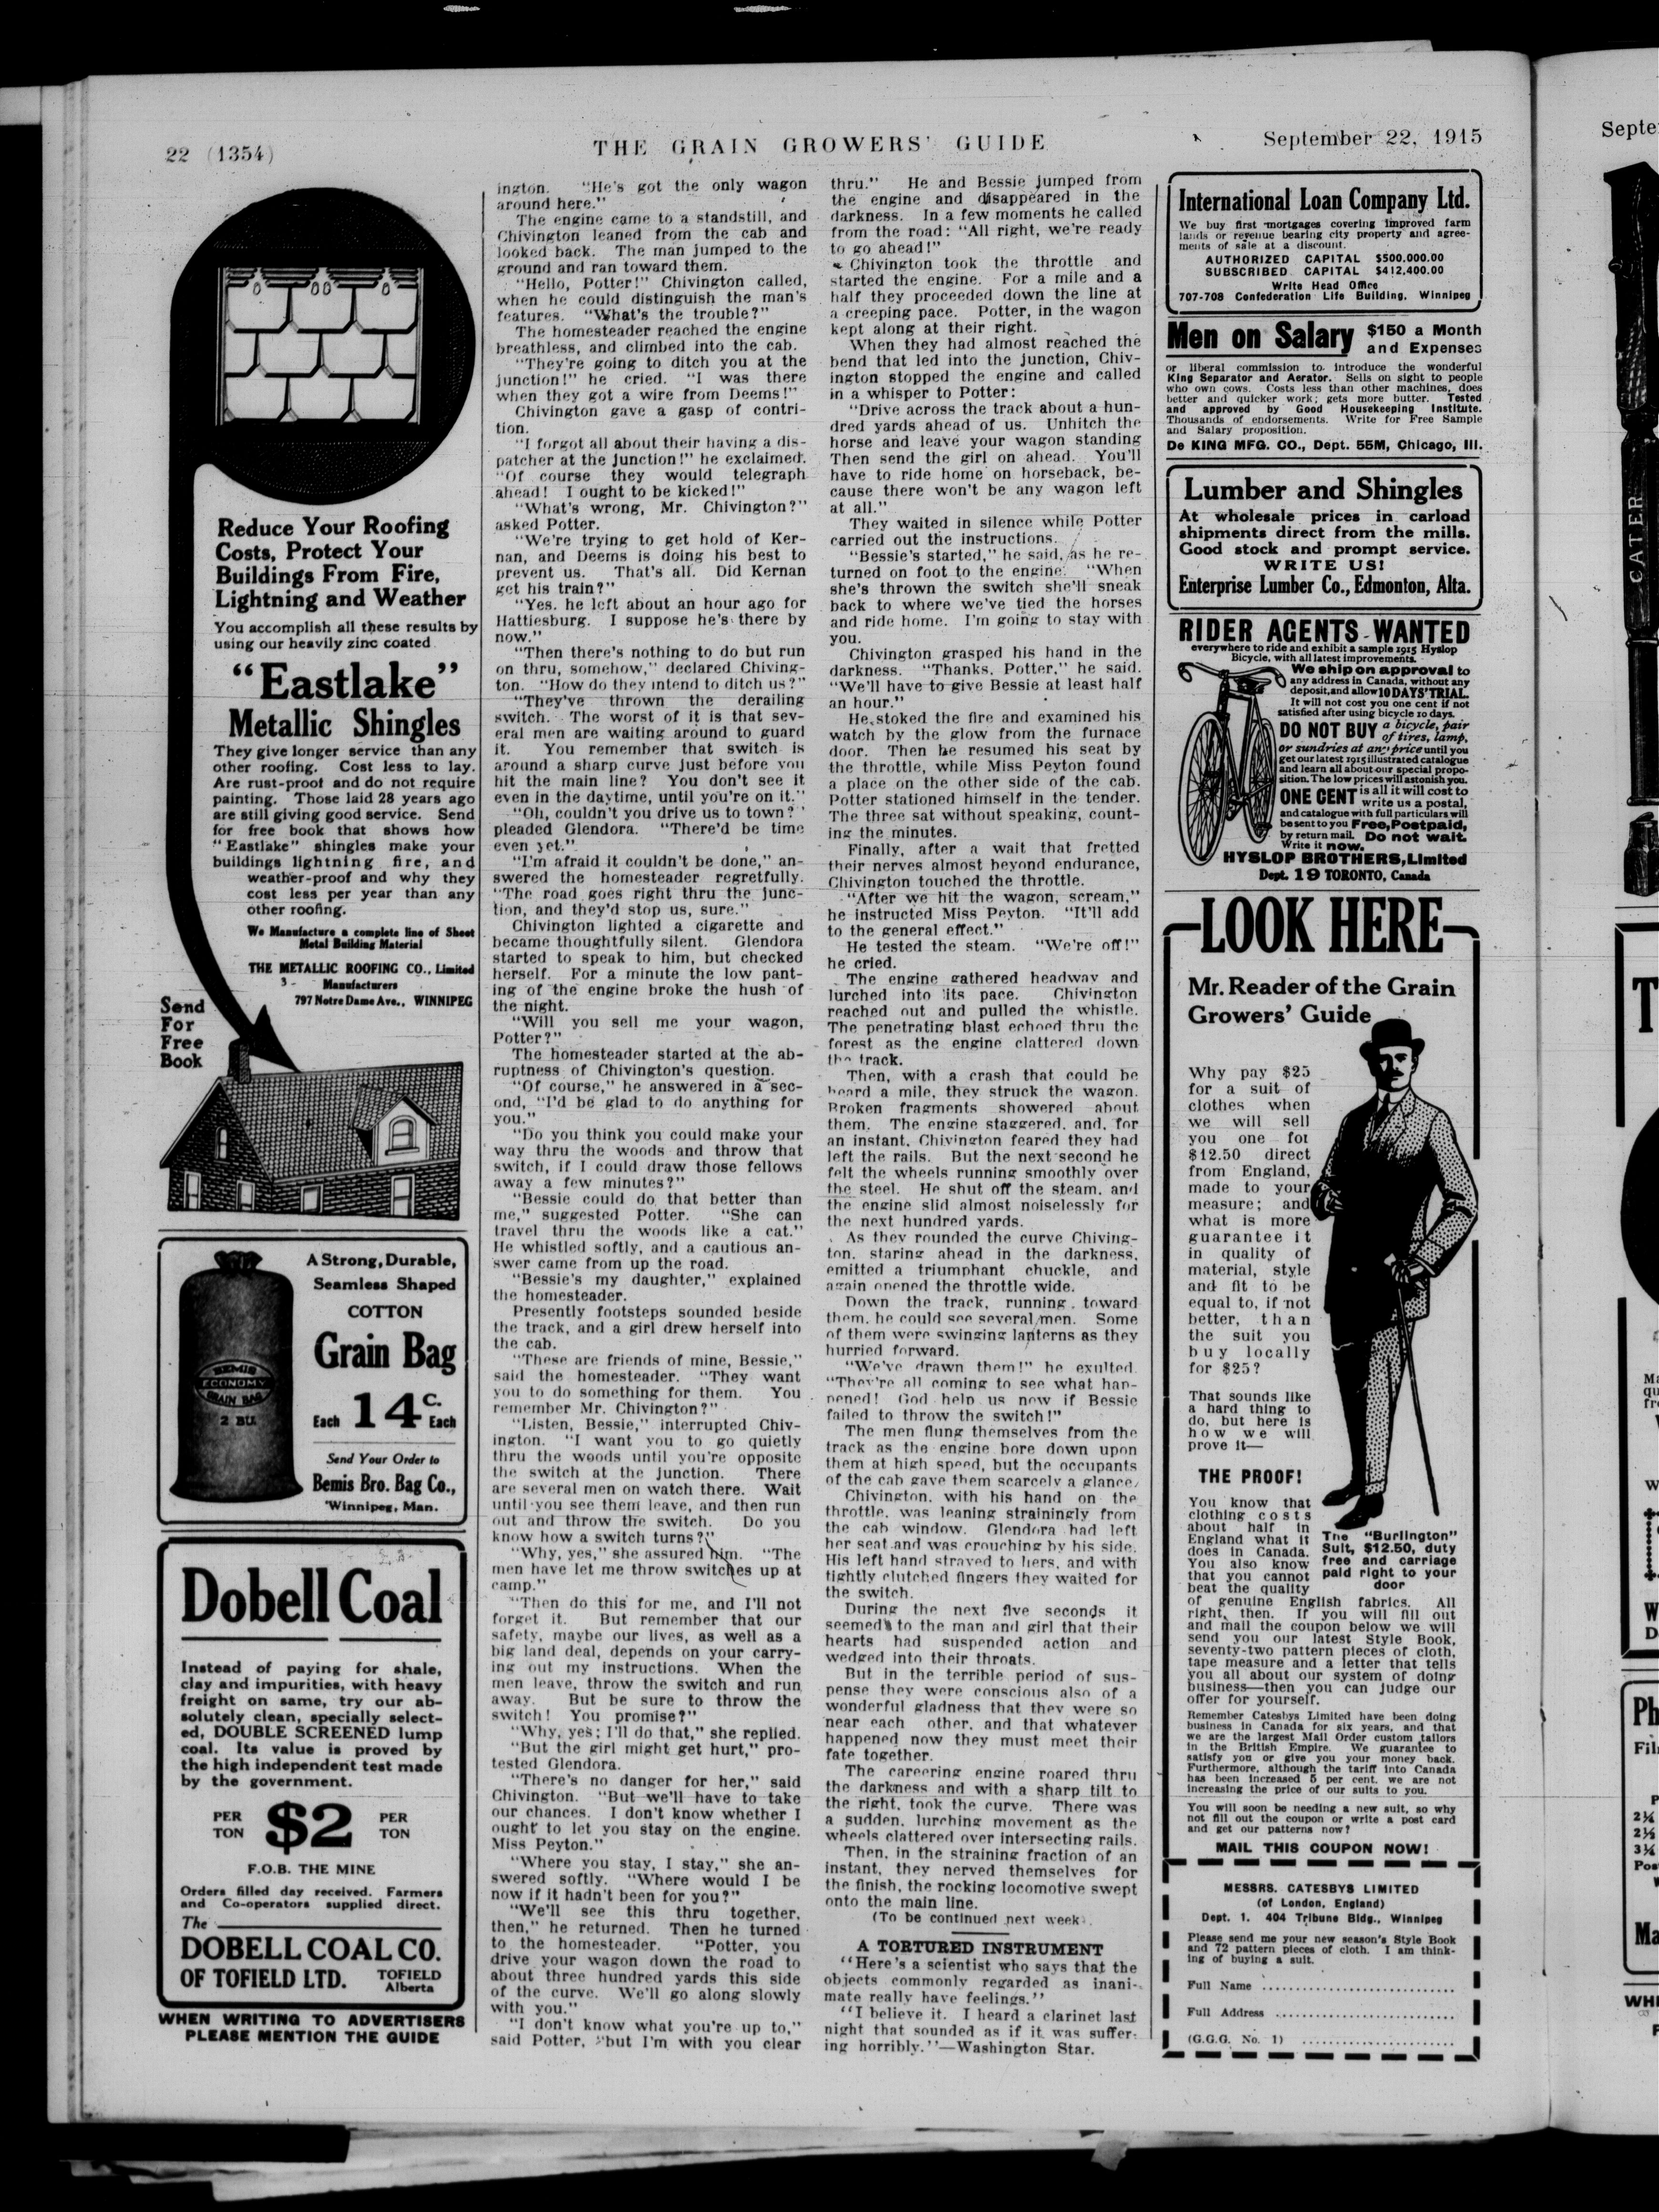 22 (1354)
THE GRAIN GROWERS' GUIDE
September 22, 1915
Reduce Your Roofing
Costs, Protect Your
Buildings From Fire,
Lightning and Weather
You accomplish all these results by
using our heavily zinc coated
"Eastlake"
Metallic Shingles
They give longer service than any
other roofing. Cost less to lay.
Are rust-proof and do not require
painting. Those laid 28 years ago
are still giving good service. Send
for free book that shows how
"Eastlake" shingles make your
buildings lightning fire, and
weather-proof and why they
cost less per year than any
other roofing.
We Manufacture a complete line of Sheet
Metal Building Material
THE METALLIC ROOFING CO., Limited
Manufacturers
797 Notre Dame Ave., WINNIPEG
Send
For
Free
Book
A Strong, Durable,
Seamless Shaped
COTTON
Grain Bag
Each 14c. Each
Send Your Order to
Bemis Bro. Bag Co.,
Winnipeg, Man.
BEMIS
ECONOMY
GRAIN BAG
2 BU.
Dobell Coal
Instead of paying for shale,
clay and impurities, with heavy
freight on same, try our ab-
solutely clean, specially select-
ed, DOUBLE SCREENED lump
coal. Its value is proved by
the high independent test made
by the government.
PER TON $2 PER TON
F.O.B. THE MINE
Orders filled day received. Farmers
and Co-operators supplied direct.
The
DOBELL COAL CO.
OF TOFIELD LTD. TOFIELD Alberta
WHEN WRITING TO ADVERTISERS
PLEASE MENTION THE GUIDE
ington. "He's got the only wagon
around here."
The engine came to a standstill, and
Chivington leaned from the cab and
looked back. The man jumped to the
ground and ran toward them.
"Hello, Potter!" Chivington called,
when he could distinguish the man's
features. "What's the trouble?"
The homesteader reached the engine
breathless, and climbed into the cab.
"They're going to ditch you at the
junction!" he cried. "I was there
when they got a wire from Deems!"
Chivington gave a gasp of contri-
tion.
"I forgot all about their having a dis-
patcher at the junction!" he exclaimed.
"Of course they would telegraph
ahead! I ought to be kicked!"
"What's wrong, Mr. Chivington?"
asked Potter.
"We're trying to get hold of Ker-
nan, and Deems is doing his best to
prevent us. That's all. Did Kernan
get his train?"
"Yes, he left about an hour ago for
Hattiesburg. I suppose he's there by
now."
"Then there's nothing to do but run
on thru, somehow," declared Chiving-
ton. "How do they intend to ditch us?"
"They've thrown the derailing
switch. The worst of it is that sev-
eral men are waiting around to guard
it. You remember that switch is
around a sharp curve just before you
hit the main line? You don't see it
even in the daytime, until you're on it."
"Oh, couldn't you drive us to town?"
pleaded Glendora. "There'd be time
even yet."
"I'm afraid it couldn't be done," an-
swered the homesteader regretfully.
"The road goes right thru the junc-
tion, and they'd stop us, sure."
Chivington lighted a cigarette and
became thoughtfully silent. Glendora
started to speak to him, but checked
herself. For a minute the low pant-
ing of the engine broke the hush of
the night.
"Will you sell me your wagon,
Potter?"
The homesteader started at the ab-
ruptness of Chivington's question.
"Of course," he answered in a sec-
ond, "I'd be glad to do anything for
you."
"Do you think you could make your
way thru the woods and throw that
switch, if I could draw those fellows
away a few minutes?"
"Bessie could do that better than
me," suggested Potter. "She can
travel thru the woods like a cat."
He whistled softly, and a cautious an-
swer came from up the road.
"Bessie's my daughter," explained
the homesteader.
Presently footsteps sounded beside
the track, and a girl drew herself into
the cab.
"These are friends of mine, Bessie,"
said the homesteader. "They want
you to do something for them. You
remember Mr. Chivington?"
"Listen, Bessie," interrupted Chiv-
ington. "I want you to go quietly
thru the woods until you're opposite
the switch at the junction. There
are several men on watch there. Wait
until you see them leave, and then run
out and throw the switch. Do you
know how a switch turns?"
"Why, yes," she assured him. "The
men have let me throw switches up at
camp."
"Then do this for me, and I'll not
forget it. But remember that our
safety, maybe our lives, as well as a
big land deal, depends on your carry-
ing out my instructions. When the
men leave, throw the switch and run
away. But be sure to throw the
switch! You promise?"
"Why, yes; I'll do that," she replied.
"But the girl might get hurt," pro-
tested Glendora.
"There's no danger for her," said
Chivington. "But we'll have to take
our chances. I don't know whether I
ought to let you stay on the engine.
Miss Peyton."
"Where you stay, I stay," she an-
swered softly. "Where would I be
now if it hadn't been for you?"
"We'll see this thru together,
then," he returned. Then he turned
to the homesteader. "Potter, you
drive your wagon down the road to
about three hundred yards this side
of the curve. We'll go along slowly
with you."
"I don't know what you're up to,"
said Potter, "but I'm with you clear
thru." He and Bessie jumped from
the engine and disappeared in the
darkness. In a few moments he called
from the road: "All right, we're ready
to go ahead!"
Chivington took the throttle and
started the engine. For a mile and a
half they proceeded down the line at
a creeping pace. Potter, in the wagon
kept along at their right.
When they had almost reached the
bend that led into the junction, Chiv-
ington stopped the engine and called
in a whisper to Potter:
"Drive across the track about a hun-
dred yards ahead of us. Unhitch the
horse and leave your wagon standing
Then send the girl on ahead. You'll
have to ride home on horseback, be-
cause there won't be any wagon left
at all."
They waited in silence while Potter
carried out the instructions.
"Bessie's started," he said, as he re-
turned on foot to the engine. "When
she's thrown the switch she'll sneak
back to where we've tied the horses
and ride home. I'm going to stay with
you.
Chivington grasped his hand in the
darkness. "Thanks, Potter," he said.
"We'll have to give Bessie at least half
an hour."
He stoked the fire and examined his
watch by the glow from the furnace
door. Then he resumed his seat by
the throttle, while Miss Peyton found
a place on the other side of the cab.
Potter stationed himself in the tender.
The three sat without speaking, count-
ing the minutes.
Finally, after a wait that fretted
their nerves almost beyond endurance,
Chivington touched the throttle.
"After we hit the wagon, scream,"
he instructed Miss Peyton. "It'll add
to the general effect."
He tested the steam. "We're off!"
he cried.
The engine gathered headway and
lurched into its pace. Chivington
reached out and pulled the whistle.
The penetrating blast echoed thru the
forest as the engine clattered down
the track.
Then, with a crash that could be
heard a mile, they struck the wagon.
Broken fragments showered about
them. The engine staggered, and, for
an instant, Chivington feared they had
left the rails. But the next second he
felt the wheels running smoothly over
the steel. He shut off the steam, and
the engine slid almost noiselessly for
the next hundred yards.
As they rounded the curve Chiving-
ton, staring ahead in the darkness,
emitted a triumphant chuckle, and
again opened the throttle wide.
Down the track, running toward
them, he could see several men. Some
of them were swinging lanterns as they
hurried forward.
"We've drawn them!" he exulted.
"They're all coming to see what hap-
pened! God help us now if Bessie
failed to throw the switch!"
The men flung themselves from the
track as the engine bore down upon
them at high speed, but the occupants
of the cab gave them scarcely a glance.
Chivington, with his hand on the
throttle, was leaning strainingly from
the cab window. Glendora had left
her seat and was crouching by his side.
His left hand strayed to hers, and with
tightly clutched fingers they waited for
the switch.
During the next five seconds it
seemed to the man and girl that their
hearts had suspended action and
wedged into their throats.
But in the terrible period of sus-
pense they were conscious also of a
wonderful gladness that they were so
near each other, and that whatever
happened now they must meet their
fate together.
The careering engine roared thru
the darkness and with a sharp tilt to
the right, took the curve. There was
a sudden, lurching movement as the
wheels clattered over intersecting rails.
Then, in the straining fraction of an
instant, they nerved themselves for
the finish, the rocking locomotive swept
onto the main line.
(To be continued next week.
A TORTURED INSTRUMENT
"Here's a scientist who says that the
objects commonly regarded as inani-
mate really have feelings."
"I believe it. I heard a clarinet last
night that sounded as if it was suffer-
ing horribly."—Washington Star.
International Loan Company Ltd.
We buy first mortgages covering improved farm
lands or revenue bearing city property and agree-
ments of sale at a discount.
AUTHORIZED CAPITAL $500,000.00
SUBSCRIBED CAPITAL $412,400.00
Write Head Office
707-708 Confederation Life Building, Winnipeg
Men on Salary $150 a Month
and Expenses
or liberal commission to introduce the wonderful
King Separator and Aerator. Sells on sight to people
who own cows. Costs less than other machines, does
better and quicker work; gets more butter. Tested
and approved by Good Housekeeping Institute.
Thousands of endorsements. Write for Free Sample
and Salary proposition.
De KING MFG. CO., Dept. 55M, Chicago, Ill.
Lumber and Shingles
At wholesale prices in carload
shipments direct from the mills.
Good stock and prompt service.
WRITE US!
Enterprise Lumber Co., Edmonton, Alta.
RIDER AGENTS WANTED
everywhere to ride and exhibit a sample 1915 Hyslop
Bicycle, with all latest improvements.
We ship on approval to
any address in Canada, without any
deposit, and allow 10 DAYS' TRIAL.
It will not cost you one cent if not
satisfied after using bicycle 10 days.
DO NOT BUY a bicycle, pair
of tires, lamp,
or sundries at any price until you
get our latest 1915 illustrated catalogue
and learn all about our special propo-
sition. The low prices will astonish you.
ONE CENT is all it will cost to
write us a postal,
and catalogue with full particulars will
be sent to you Free, Postpaid,
by return mail. Do not wait.
Write it now.
HYSLOP BROTHERS, Limited
Dept. 19 TORONTO, Canada
LOOK HERE
Mr. Reader of the Grain
Growers' Guide
Why pay $25
for a suit of
clothes when
we will sell
you one for
$12.50 direct
from England,
made to your
measure; and
what is more
guarantee it
in quality of
material, style
and fit to be
equal to, if not
better, than
the suit you
buy locally
for $25?
That sounds like
a hard thing to
do, but here is
how we will
prove it—
THE PROOF!
You know that
clothing costs
about half in
England what it
does in Canada.
You also know
that you cannot
beat the quality
The "Burlington"
Suit, $12.50, duty
free and carriage
paid right to your
door
of genuine English fabrics. All
right, then. If you will fill out
and mail the coupon below we will
send you our latest Style Book,
seventy-two pattern pieces of cloth,
tape measure and a letter that tells
you all about our system of doing
business—then you can judge our
offer for yourself.
Remember Catesbys Limited have been doing
business in Canada for six years, and that
we are the largest Mail Order custom tailors
in the British Empire. We guarantee to
satisfy you or give you your money back.
Furthermore, although the tariff into Canada
has been increased 5 per cent. we are not
increasing the price of our suits to you.
You will soon be needing a new suit, so why
not fill out the coupon or write a post card
and get our patterns now?
MAIL THIS COUPON NOW!
MESSRS. CATESBYS LIMITED
(of London, England)
Dept. 1. 404 Tribune Bldg., Winnipeg
Please send me your new season's Style Book
and 72 pattern pieces of cloth. I am think-
ing of buying a suit.
Full Name
Full Address
(G.G.G. No. 1)
Septe
CATER